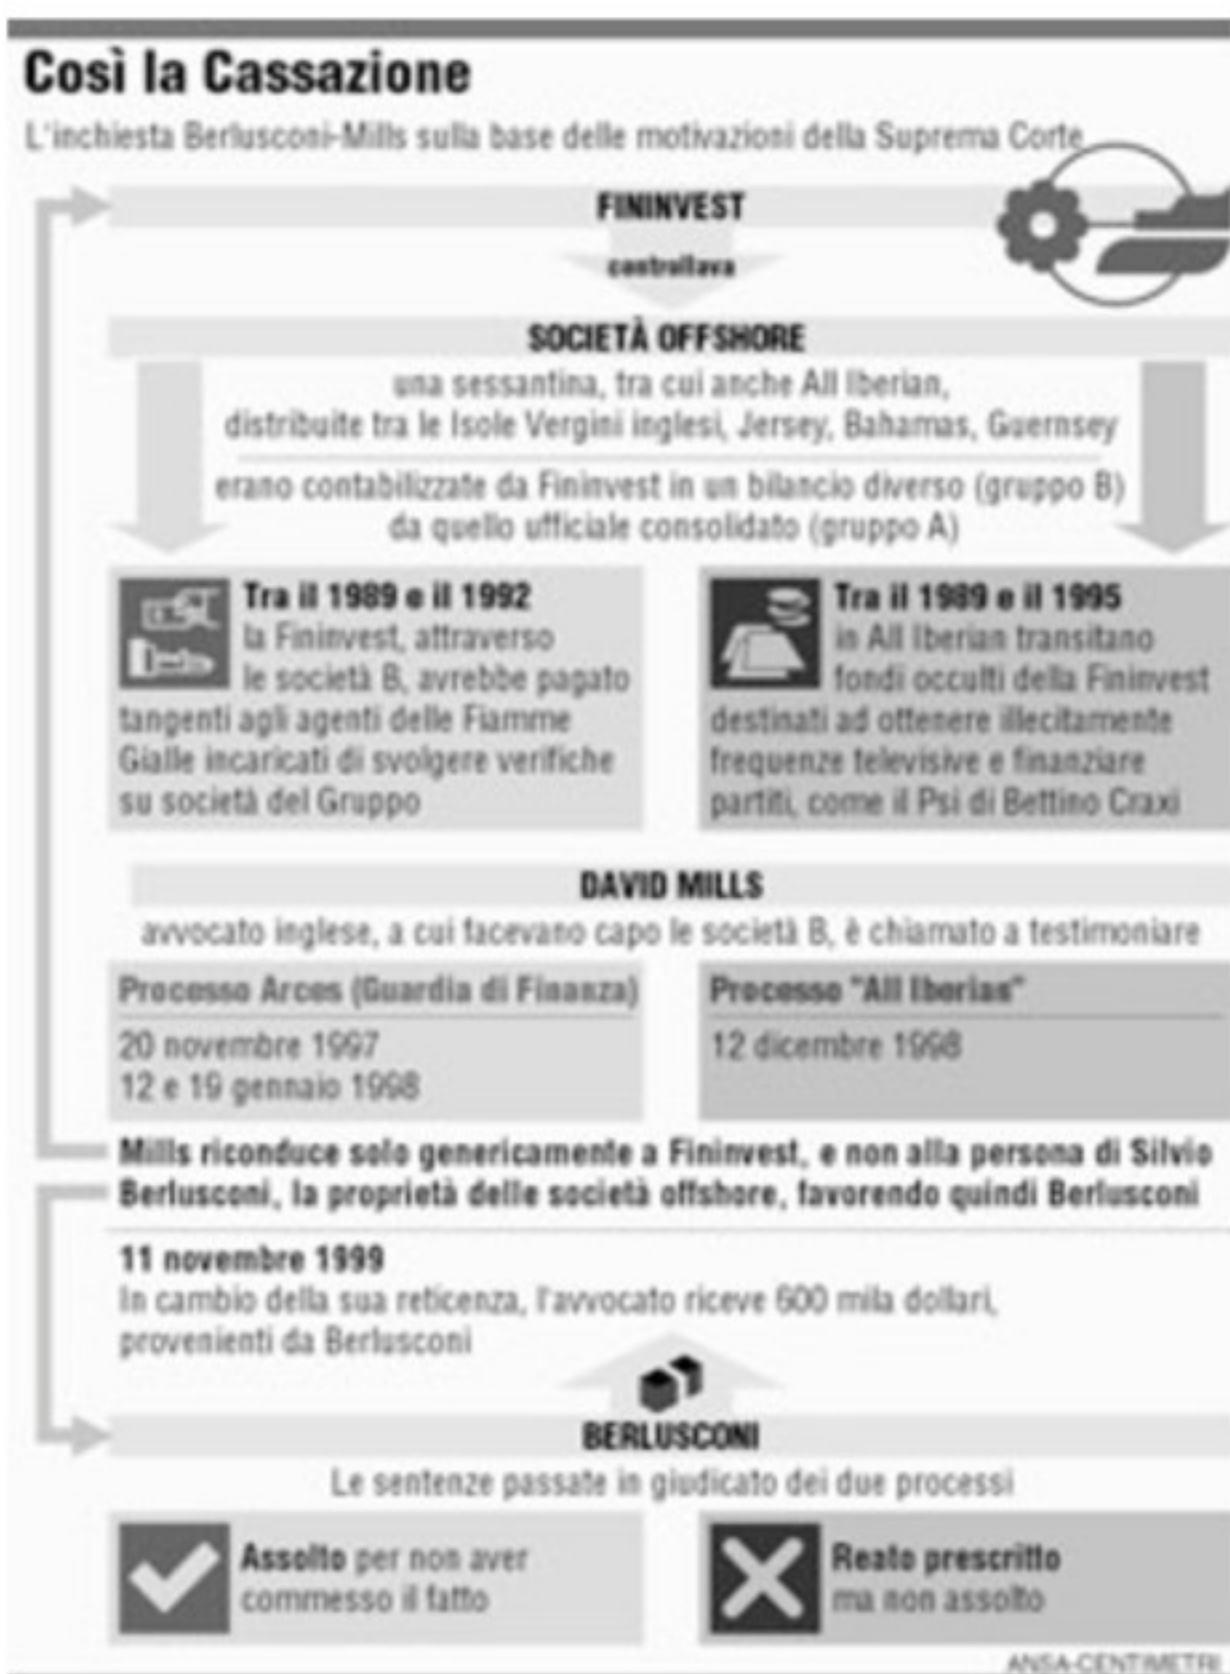 Così la Cassazione
L'inchiesta Berlusconi-Mills sulla base delle motivazioni della Suprema Corte
FININVEST
controllava
SOCIETÀ OFFSHORE
una sessantina, tra cui anche All Iberian,
distribuite tra le Isole Vergini inglesi, Jersey, Bahamas, Guernsey
erano contabilizzate da Fininvest in un bilancio diverso (gruppo B)
da quello ufficiale consolidato (gruppo A)
Tra il 1989 e il 1992
la Fininvest, attraverso
le società B, avrebbe pagato
tangenti agli agenti delle Fiamme
Gialle incaricati di svolgere verifiche
su società del Gruppo
Tra il 1989 e il 1995
in All Iberian transitano
fondi occulti della Fininvest
destinati ad ottenere illecitamente
frequenze televisive e finanziare
partiti, come il Psi di Bettino Craxi
DAVID MILLS
avvocato inglese, a cui facevano capo le società B, è chiamato a testimoniare
Processo Arces (Guardia di Finanza)
20 novembre 1997
12 e 19 gennaio 1998
Processo "All Iberian"
12 dicembre 1998
Mills riconduce solo genericamente a Fininvest, e non alla persona di Silvio
Berlusconi, la proprietà delle società offshore, favorendo quindi Berlusconi
11 novembre 1999
In cambio della sua reticenza, l'avvocato riceve 600 mila dollari,
provenienti da Berlusconi
BERLUSCONI
Le sentenze passate in giudicato dei due processi
Assolto per non aver
commesso il fatto
Reato prescritto
ma non assolto
ANSA-CENTIMETRI